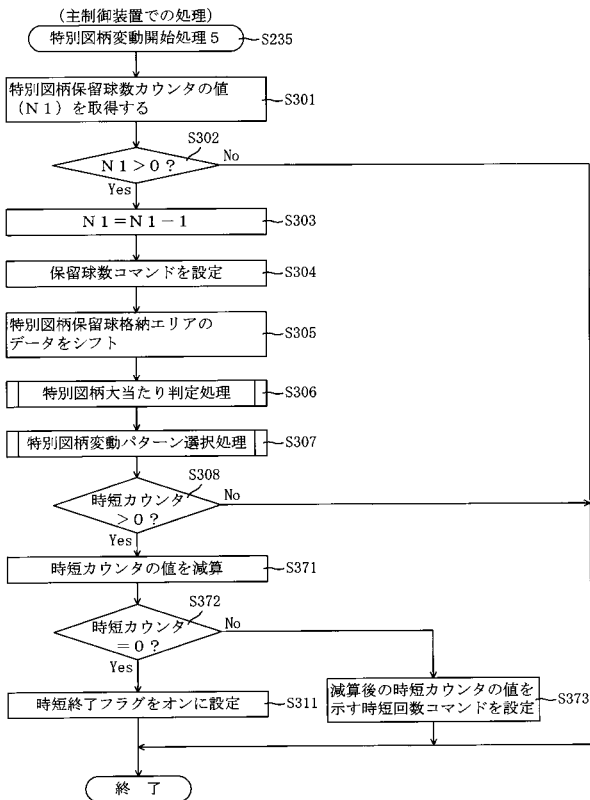 (主制御装置での処理)
特別図柄変動開始処理5
S235
特別図柄保留球数カウンタの値
(N1)を取得する
S301
S302
N1>0?
No
Yes
N1=N1-1
S303
保留球数コマンドを設定
S304
特別図柄保留球格納エリアの
データをシフト
S305
特別図柄大当たり判定処理
S306
特別図柄変動パターン選択処理
S307
S308
時短カウンタ
>0?
No
Yes
時短カウンタの値を減算
S371
S372
時短カウンタ
=0?
No
Yes
時短終了フラグをオンに設定
S311
減算後の時短カウンタの値を
示す時短回数コマンドを設定
S373
終 了